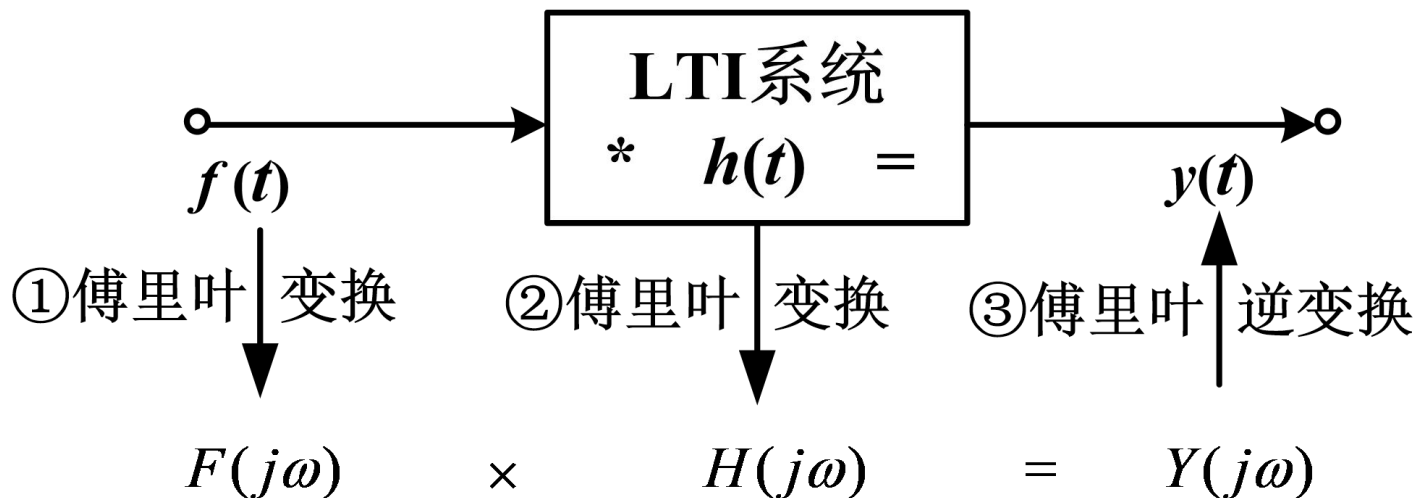 LTI系统
* h(t) =
f(t) y(t)
①傅里叶 变换 ②傅里叶 变换 ③傅里叶 逆变换
F(jω) × H(jω) = Y(jω)